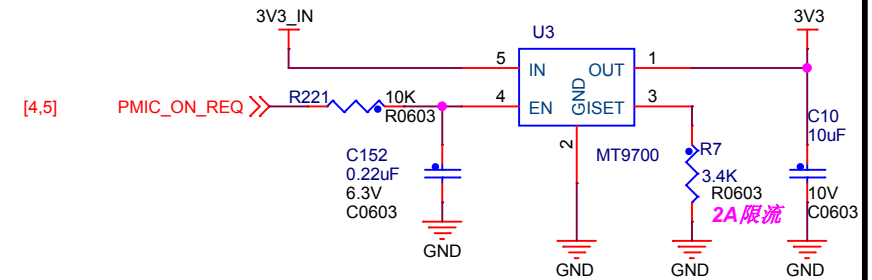 3V3_IN
3V3
U3
5
IN
OUT
1
[4,5]
PMIC_ON_REQ
R221
10K
R0603
4
EN
GND
ISET
3
2
MT9700
C152
0.22uF
6.3V
C0603
GND
GND
R7
3.4K
R0603
2A限流
GND
C10
10uF
10V
C0603
GND